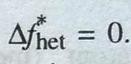 Δf*het = 0.